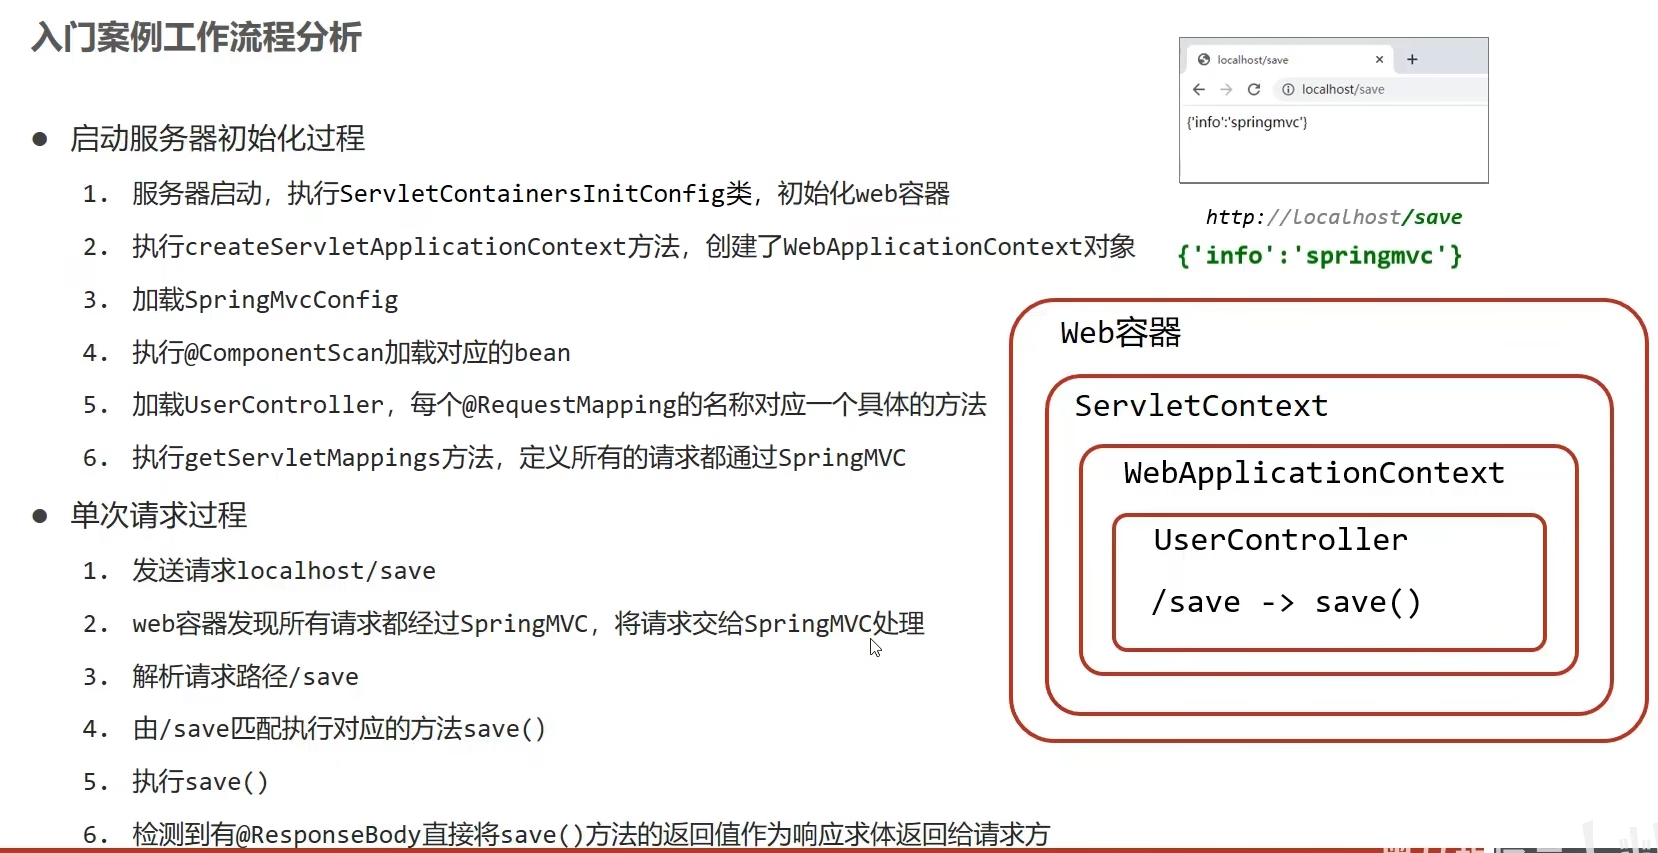 入门案例工作流程分析
● 启动服务器初始化过程
1. 服务器启动，执行ServletContainersInitConfig类，初始化web容器
2. 执行createServletApplicationContext方法，创建了WebApplicationContext对象
3. 加载SpringMvcConfig
4. 执行@ComponentScan加载对应的bean
5. 加载UserController，每个@RequestMapping的名称对应一个具体的方法
6. 执行getServletMappings方法，定义所有的请求都通过SpringMVC
● 单次请求过程
1. 发送请求localhost/save
2. web容器发现所有请求都经过SpringMVC，将请求交给SpringMVC处理
3. 解析请求路径/save
4. 由/save匹配执行对应的方法save()
5. 执行save()
6. 检测到有@ResponseBody直接将save()方法的返回值作为响应求体返回给请求方
localhost/save
localhost/save
{'info':'springmvc'}
http://localhost/save
{'info':'springmvc'}
Web容器
ServletContext
WebApplicationContext
UserController
/save -> save()